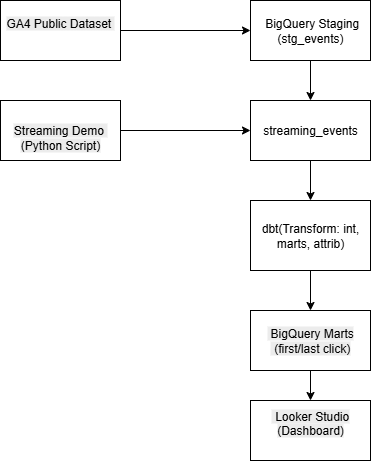 GA4 Public Dataset
BigQuery Staging
(stg_events)
Streaming Demo
(Python Script)
streaming_events
dbt(Transform: int,
marts, attrib)
BigQuery Marts
(first/last click)
Looker Studio
(Dashboard)